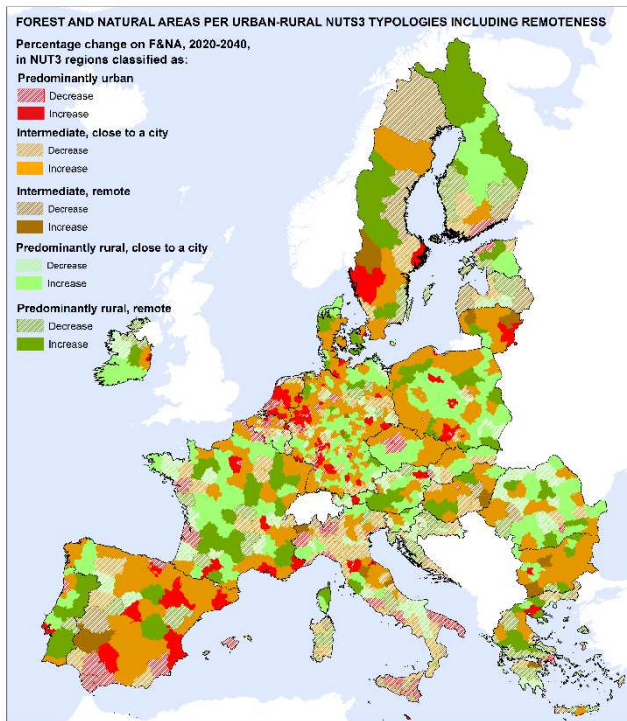 FOREST AND NATURAL AREAS PER URBAN-RURAL NUTS3 TYPOLOGIES INCLUDING REMOTENESS
Percentage change on F&NA, 2020-2040,
in NUT3 regions classified as:
Predominantly urban
Decrease
Increase
Intermediate, close to a city
Decrease
Increase
Intermediate, remote
Decrease
Increase
Predominantly rural, close to a city
Decrease
Increase
Predominantly rural, remote
Decrease
Increase